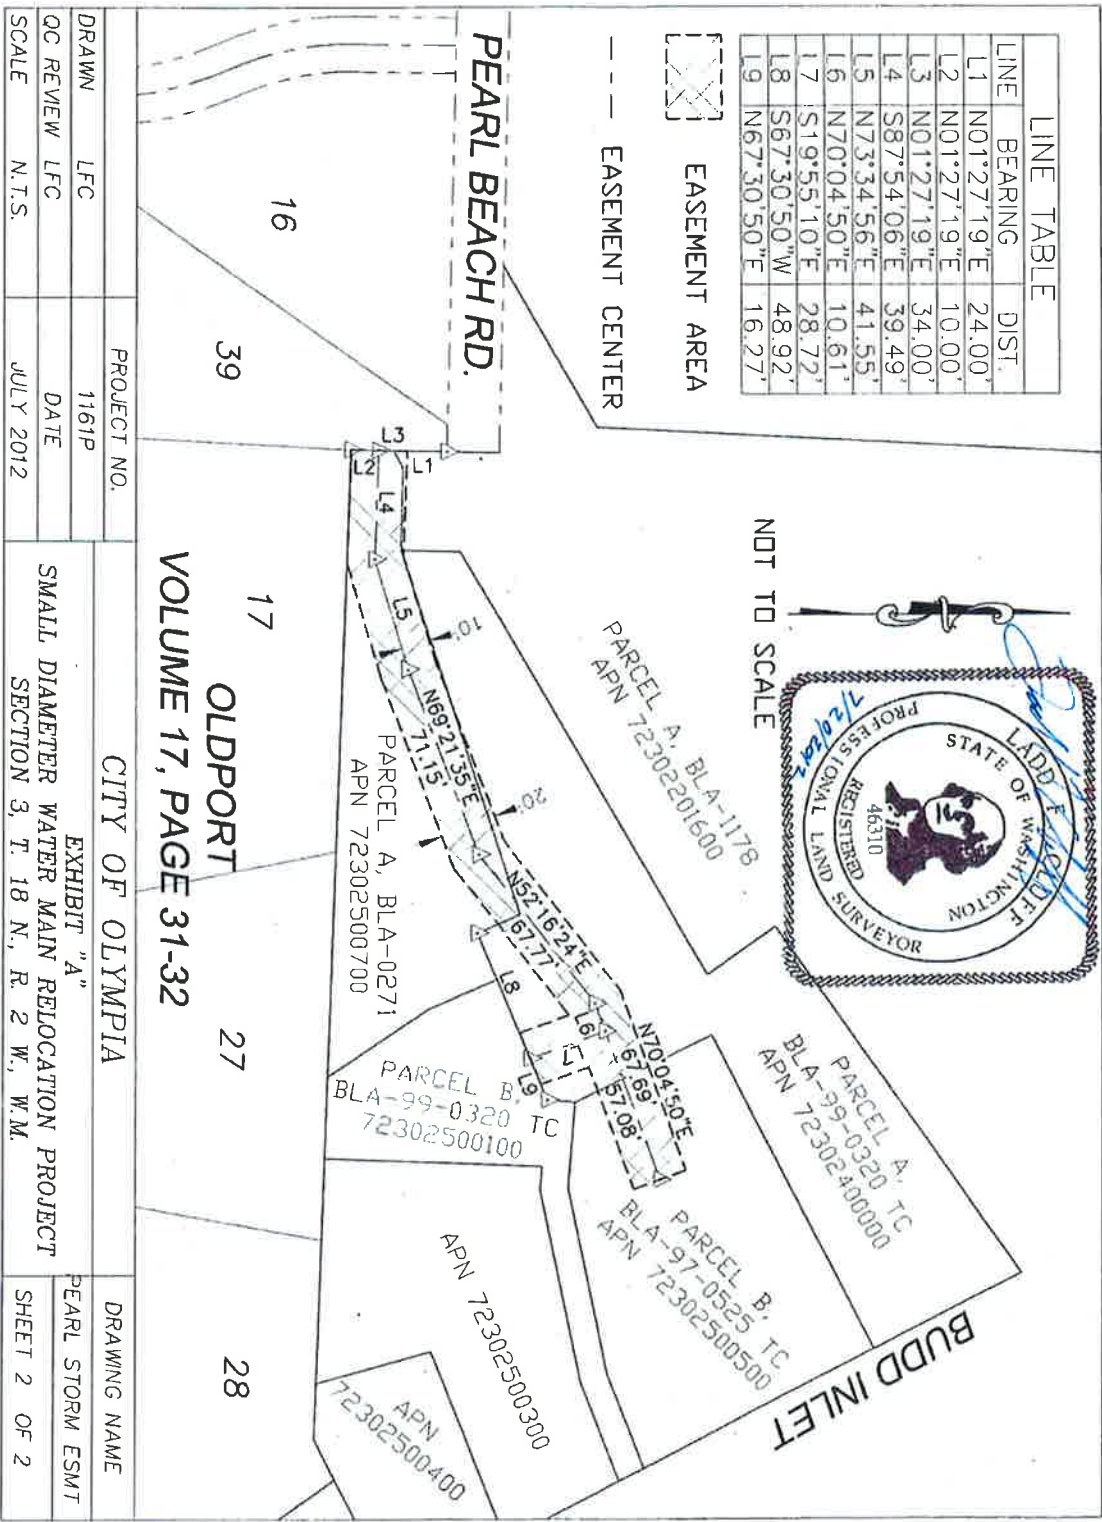 LINE TABLE
LINE BEARING DIST.
L1 N01°27'19"E 24.00'
L2 N01°27'19"E 10.00'
L3 N01°27'19"E 34.00'
L4 S87°54'06"E 39.49'
L5 N73°34'56"E 41.55'
L6 N70°04'50"E 10.61'
L7 S19°55'10"E 28.72'
L8 S67°30'50"W 48.92'
L9 N67°30'50"E 16.27'
EASEMENT AREA
EASEMENT CENTER
NOT TO SCALE
STATE OF WASHINGTON
REGISTERED
46310
PROFESSIONAL LAND SURVEYOR
7/20/2012
PEARL BEACH RD.
BUDD INLET
PARCEL A, BLA-1178
APN 72302201600
PARCEL A,
BLA-99-0320 TC
APN 72302400000
PARCEL B,
BLA-97-0525 TC
APN 72302500500
PARCEL A, BLA-0271
APN 72302500700
PARCEL B,
BLA-99-0320 TC
72302500100
APN 72302500300
APN
72302500400
L1
L2
L3
L4
L5
L6
L7
L8
L9
10'
20'
N69°21'35"E
71.15'
N52°16'24"E
67.77'
N70°04'50"E
67.69'
57.08'
16
39
17
27
28
OLDPORT
VOLUME 17, PAGE 31-32
DRAWN LFC
QC REVIEW LFC
SCALE N.T.S.
PROJECT NO.
1161P
DATE
JULY 2012
CITY OF OLYMPIA
EXHIBIT "A"
SMALL DIAMETER WATER MAIN RELOCATION PROJECT
SECTION 3, T. 18 N., R. 2 W., W.M.
DRAWING NAME
PEARL STORM ESMT
SHEET 2 OF 2